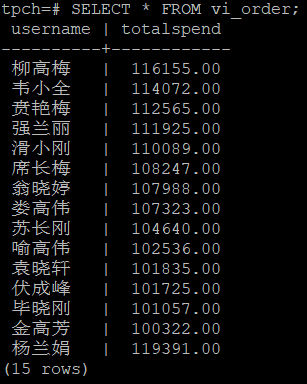 tpch=# SELECT * FROM vi_order;
username | totalspend
----------+------------
柳高梅 | 116155.00
韦小全 | 114072.00
贲艳梅 | 112565.00
强兰丽 | 111925.00
滑小刚 | 110089.00
席长梅 | 108247.00
翁晓婷 | 107988.00
娄高伟 | 107323.00
苏长刚 | 104640.00
喻高伟 | 102536.00
袁晓轩 | 101835.00
伏成峰 | 101725.00
毕晓刚 | 101057.00
金高芳 | 100322.00
杨兰娟 | 119391.00
(15 rows)